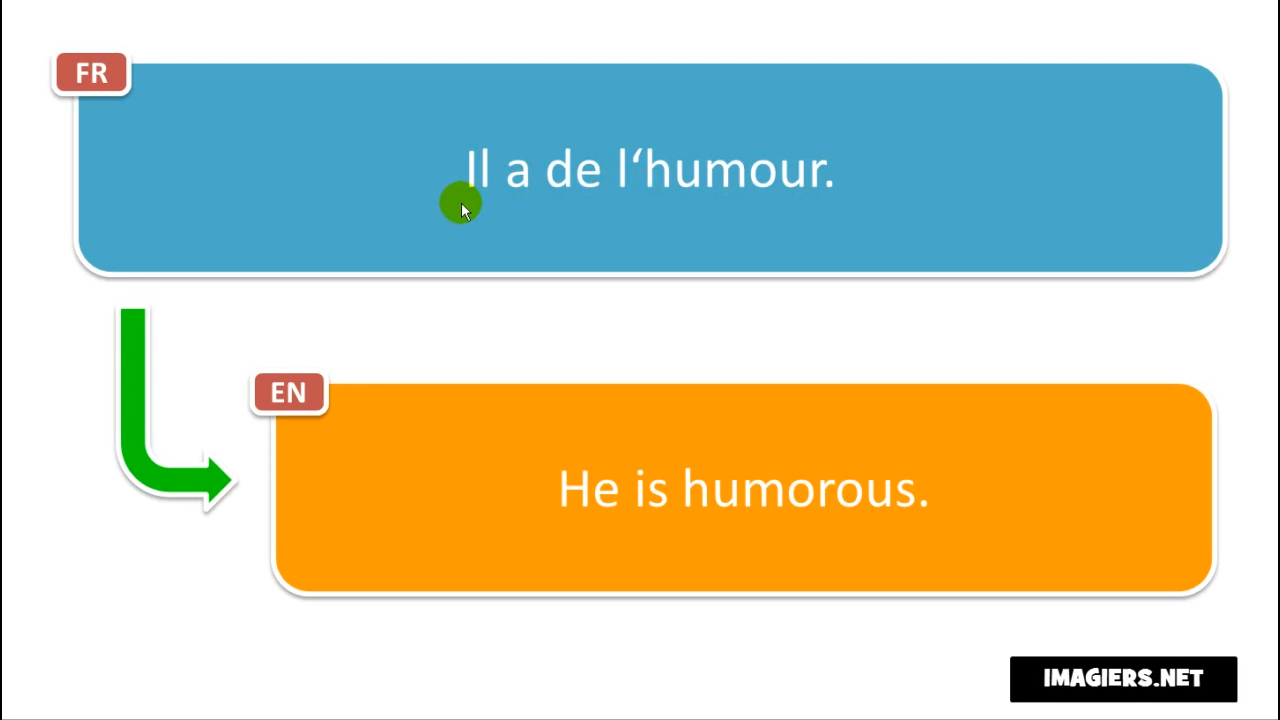 FR
Il a de l‘humour.
EN
He is humorous.
IMAGIERS.NET